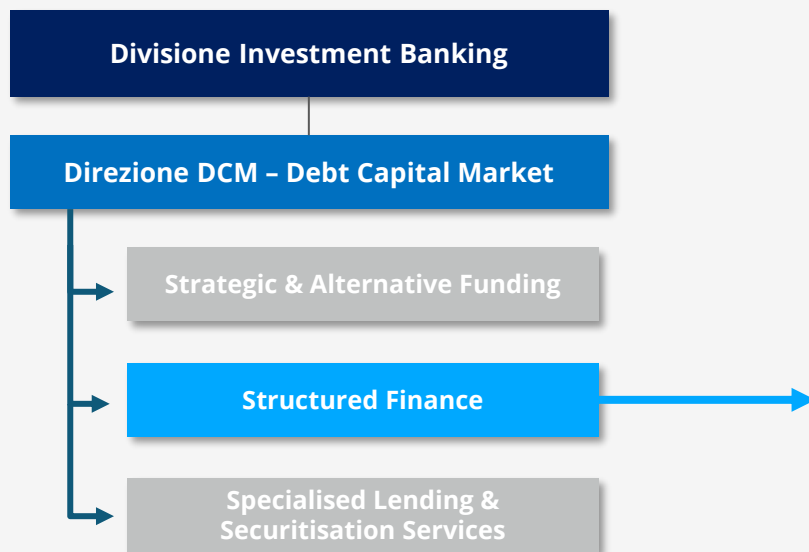 Divisione Investment Banking
Direzione DCM – Debt Capital Market
Strategic & Alternative Funding
Structured Finance
Specialised Lending &
Securitisation Services